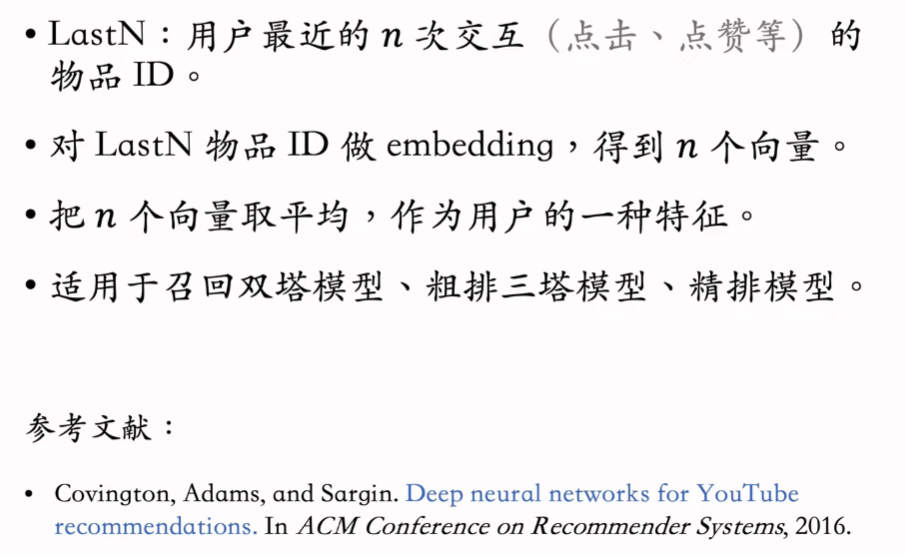 • LastN：用户最近的 n 次交互（点击、点赞等）的
物品 ID。
• 对 LastN 物品 ID 做 embedding，得到 n 个向量。
• 把 n 个向量取平均，作为用户的一种特征。
• 适用于召回双塔模型、粗排三塔模型、精排模型。
参考文献：
• Covington, Adams, and Sargin. Deep neural networks for YouTube
recommendations. In ACM Conference on Recommender Systems, 2016.